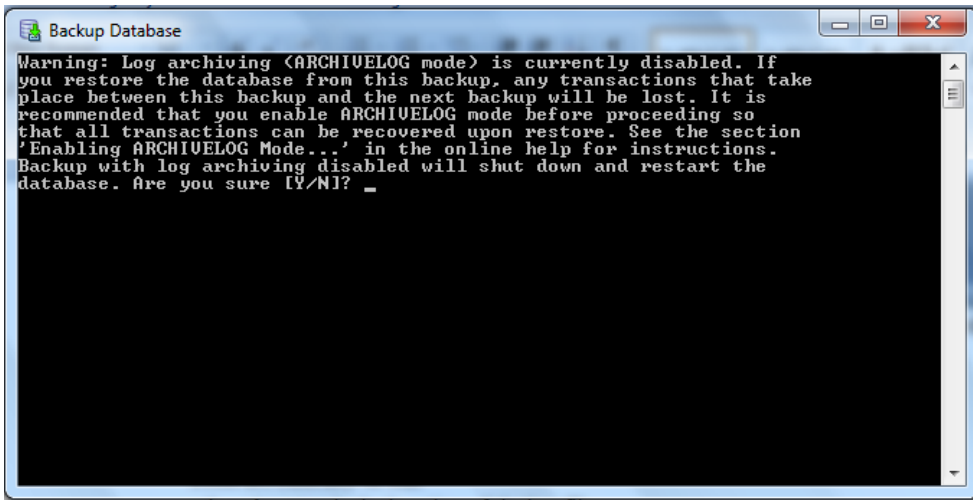 Backup Database
Warning: Log archiving (ARCHIVELOG mode) is currently disabled. If
you restore the database from this backup, any transactions that take
place between this backup and the next backup will be lost. It is
recommended that you enable ARCHIVELOG mode before proceeding so
that all transactions can be recovered upon restore. See the section
'Enabling ARCHIVELOG Mode...' in the online help for instructions.
Backup with log archiving disabled will shut down and restart the
database. Are you sure [Y/N]? _